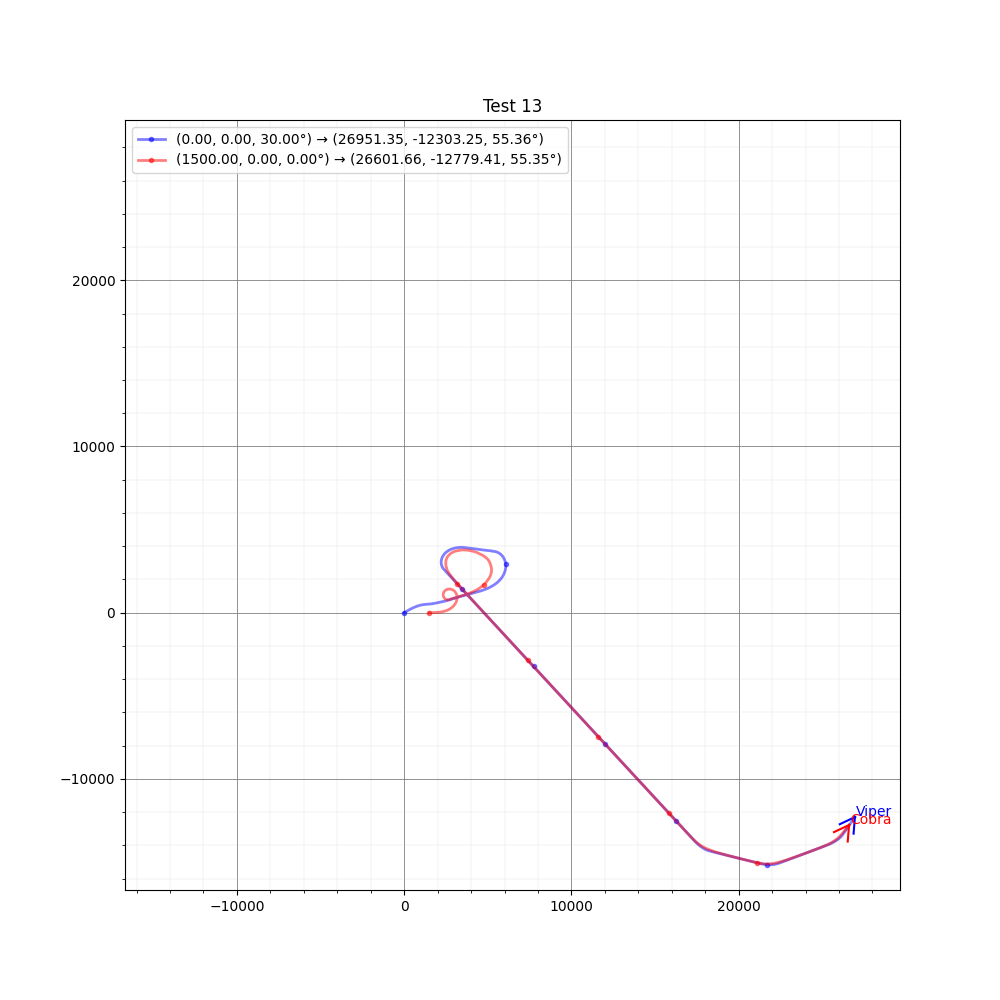 Test 13
(0.00, 0.00, 30.00°) → (26951.35, -12303.25, 55.36°)
(1500.00, 0.00, 0.00°) → (26601.66, -12779.41, 55.35°)
20000
10000
0
−10000
Viper
Cobra
−10000 0 10000 20000